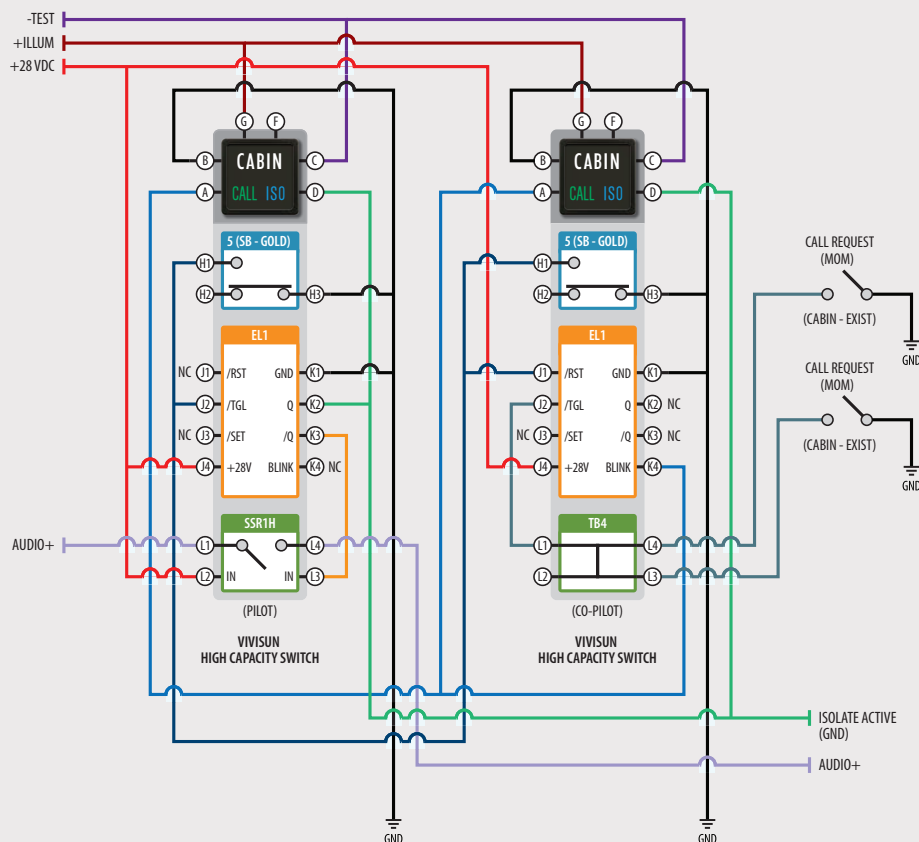 -TEST
+ILLUM
+28 VDC
G F G F
B CABIN C B CABIN C
A CALL ISO D A CALL ISO D
5 (SB - GOLD) 5 (SB - GOLD)
H1 H1
H2 H3 H2 H3
CALL REQUEST
(MOM)
(CABIN - EXIST)
GND
EL1 EL1
NC J1 /RST GND K1 J1 /RST GND K1
J2 /TGL Q K2 J2 /TGL Q K2 NC
NC J3 /SET /Q K3 NC J3 /SET /Q K3 NC
J4 +28V BLINK K4 NC J4 +28V BLINK K4
CALL REQUEST
(MOM)
(CABIN - EXIST)
GND
SSR1H TB4
AUDIO+ L1 L4 L1 L4
L2 IN IN L3 L2 L3
(PILOT) (CO-PILOT)
VIVISUN VIVISUN
HIGH CAPACITY SWITCH HIGH CAPACITY SWITCH
ISOLATE ACTIVE
(GND)
AUDIO+
GND GND